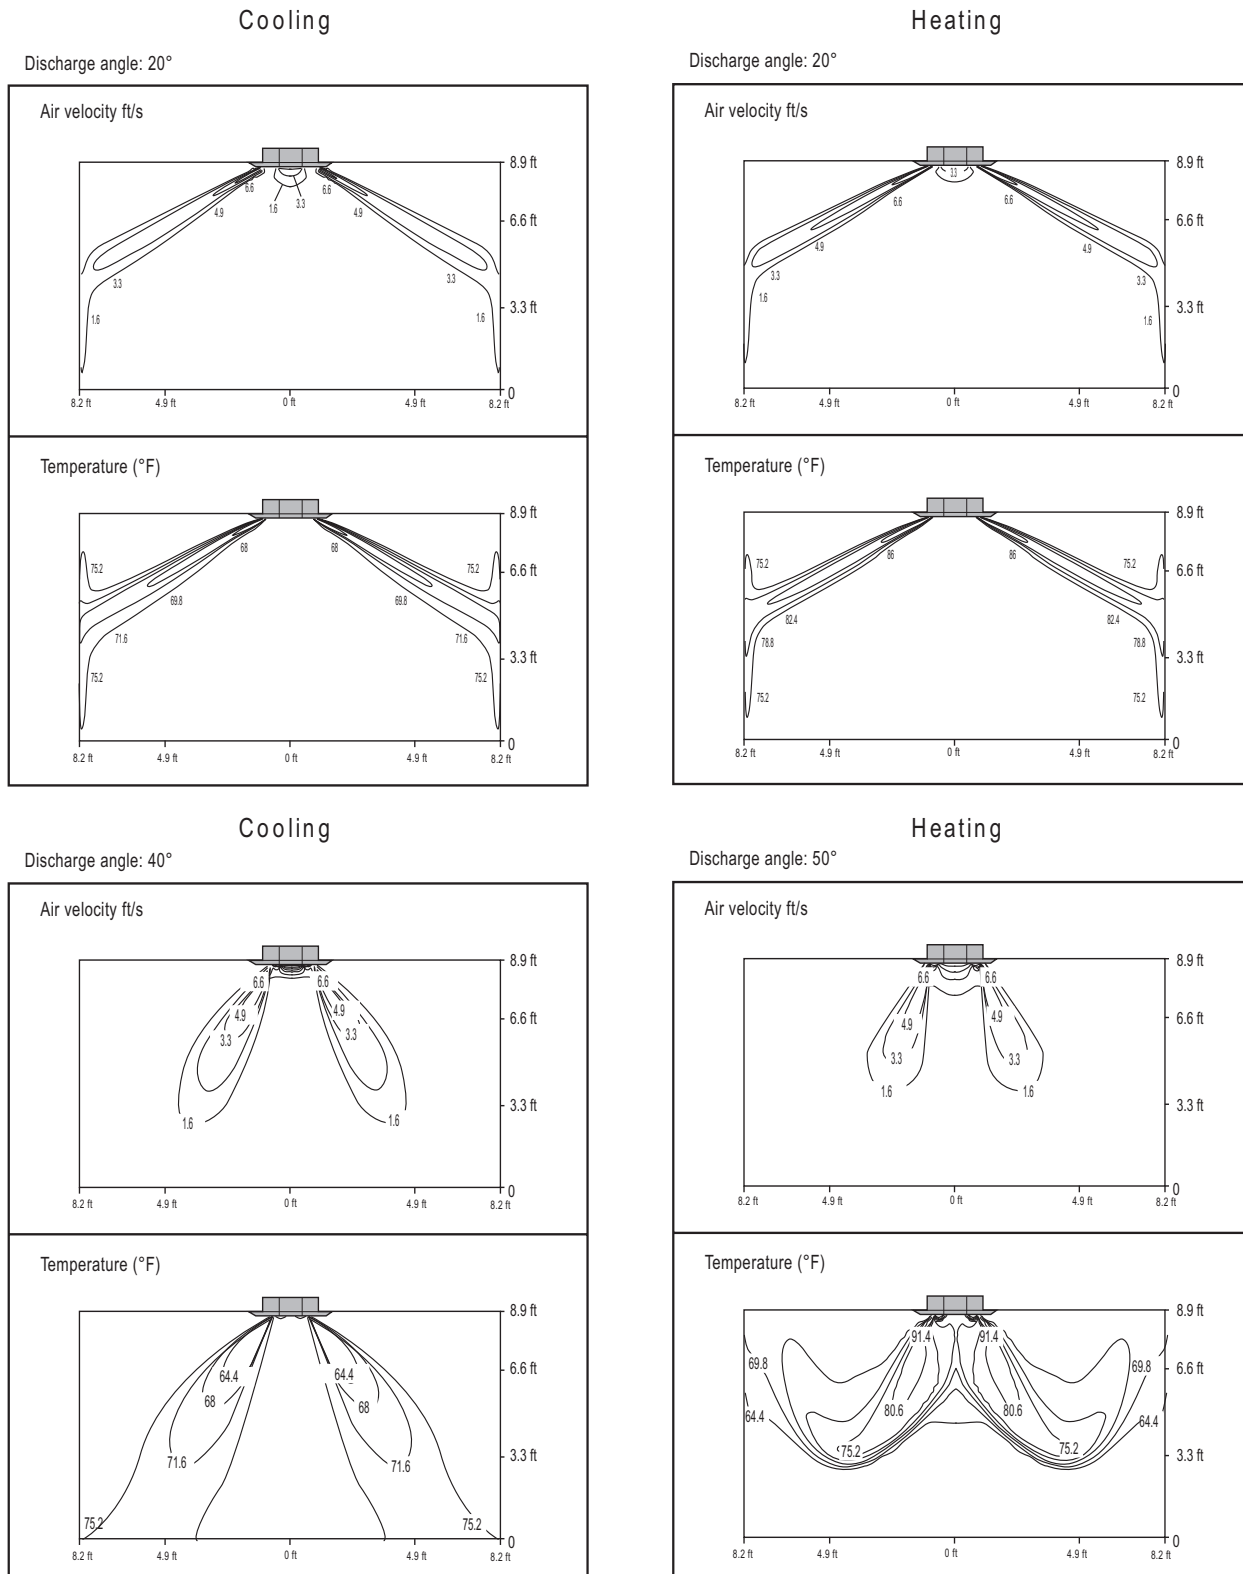 Cooling
Discharge angle: 20°
Air velocity ft/s
8.9 ft
6.6
6.6
1.6
3.3
4.9
4.9
6.6 ft
3.3
3.3
3.3 ft
1.6
1.6
0
8.2 ft
4.9 ft
0 ft
4.9 ft
8.2 ft
Temperature (°F)
8.9 ft
68
68
75.2
75.2
6.6 ft
69.8
69.8
71.6
71.6
3.3 ft
75.2
75.2
0
8.2 ft
4.9 ft
0 ft
4.9 ft
8.2 ft
Heating
Discharge angle: 20°
Air velocity ft/s
8.9 ft
3.3
6.6
6.6
6.6 ft
4.9
4.9
3.3
3.3
1.6
3.3 ft
1.6
0
8.2 ft
4.9 ft
0 ft
4.9 ft
8.2 ft
Temperature (°F)
8.9 ft
86
86
75.2
75.2
6.6 ft
82.4
82.4
78.8
78.8
3.3 ft
75.2
75.2
0
8.2 ft
4.9 ft
0 ft
4.9 ft
8.2 ft
Cooling
Discharge angle: 40°
Air velocity ft/s
8.9 ft
6.6
6.6
4.9
4.9
6.6 ft
3.3
3.3
3.3 ft
1.6
1.6
0
8.2 ft
4.9 ft
0 ft
4.9 ft
8.2 ft
Temperature (°F)
8.9 ft
64.4
64.4
6.6 ft
68
68
71.6
71.6
3.3 ft
75.2
75.2
0
8.2 ft
4.9 ft
0 ft
4.9 ft
8.2 ft
Heating
Discharge angle: 50°
Air velocity ft/s
8.9 ft
6.6
6.6
4.9
4.9
6.6 ft
3.3
3.3
1.6
1.6
3.3 ft
0
8.2 ft
4.9 ft
0 ft
4.9 ft
8.2 ft
Temperature (°F)
8.9 ft
91.4
91.4
69.8
69.8
6.6 ft
80.6
80.6
64.4
64.4
75.2
75.2
3.3 ft
0
8.2 ft
4.9 ft
0 ft
4.9 ft
8.2 ft